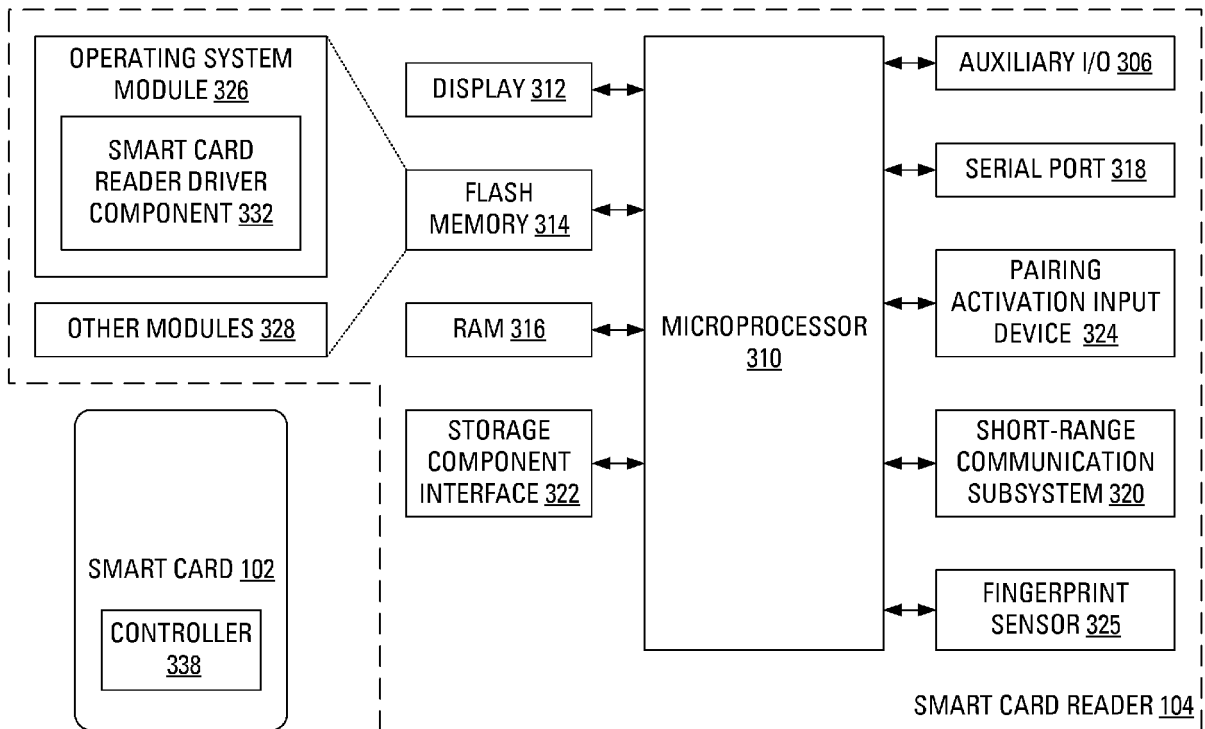 OPERATING SYSTEM
MODULE 326
SMART CARD
READER DRIVER
COMPONENT 332
OTHER MODULES 328
DISPLAY 312
FLASH
MEMORY 314
RAM 316
STORAGE
COMPONENT
INTERFACE 322
MICROPROCESSOR
310
AUXILIARY I/O 306
SERIAL PORT 318
PAIRING
ACTIVATION INPUT
DEVICE 324
SHORT-RANGE
COMMUNICATION
SUBSYSTEM 320
FINGERPRINT
SENSOR 325
SMART CARD 102
CONTROLLER
338
SMART CARD READER 104